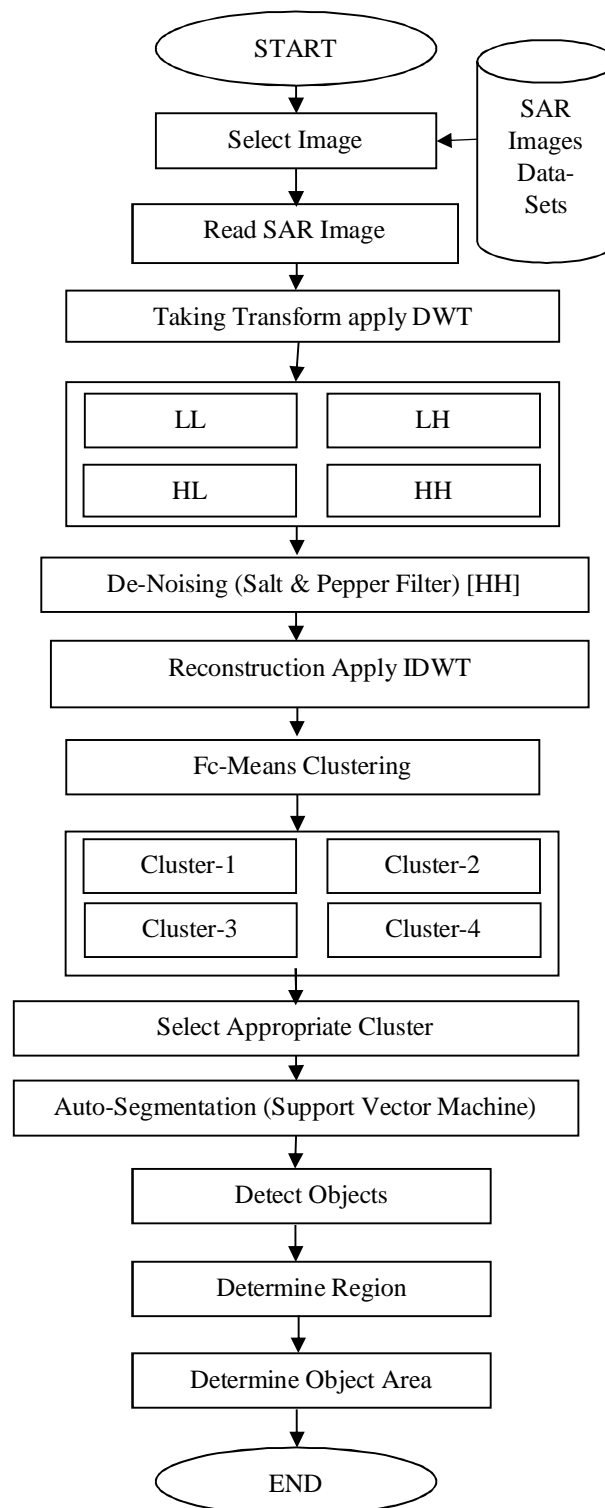 START
SAR
Images
Data-
Sets
Select Image
Read SAR Image
Taking Transform apply DWT
LL
LH
HL
HH
De-Noising (Salt & Pepper Filter) [HH]
Reconstruction Apply IDWT
Fc-Means Clustering
Cluster-1
Cluster-2
Cluster-3
Cluster-4
Select Appropriate Cluster
Auto-Segmentation (Support Vector Machine)
Detect Objects
Determine Region
Determine Object Area
END